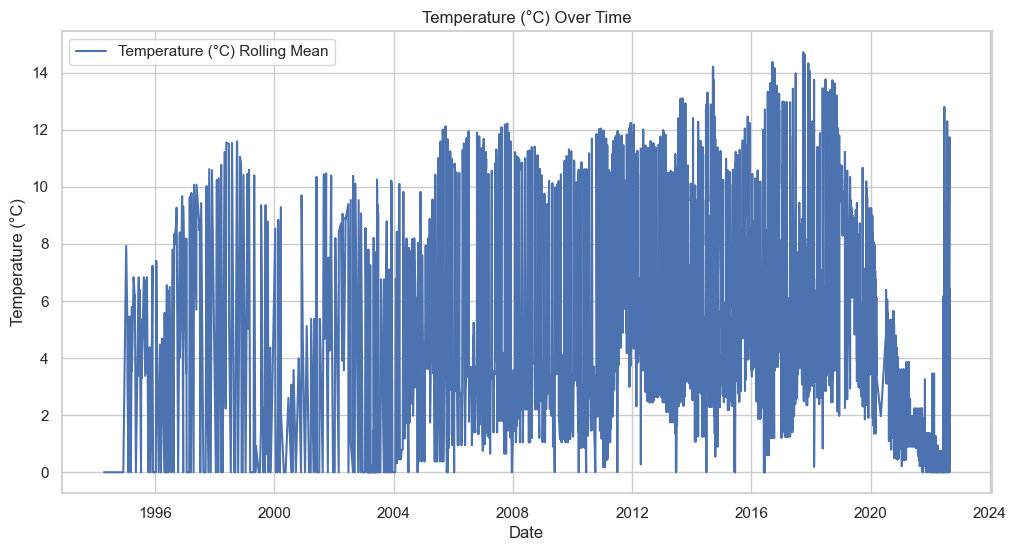 Temperature (°C) Over Time
Temperature (°C) Rolling Mean
Temperature (°C)
14
12
10
8
6
4
2
0
1996 2000 2004 2008 2012 2016 2020 2024
Date